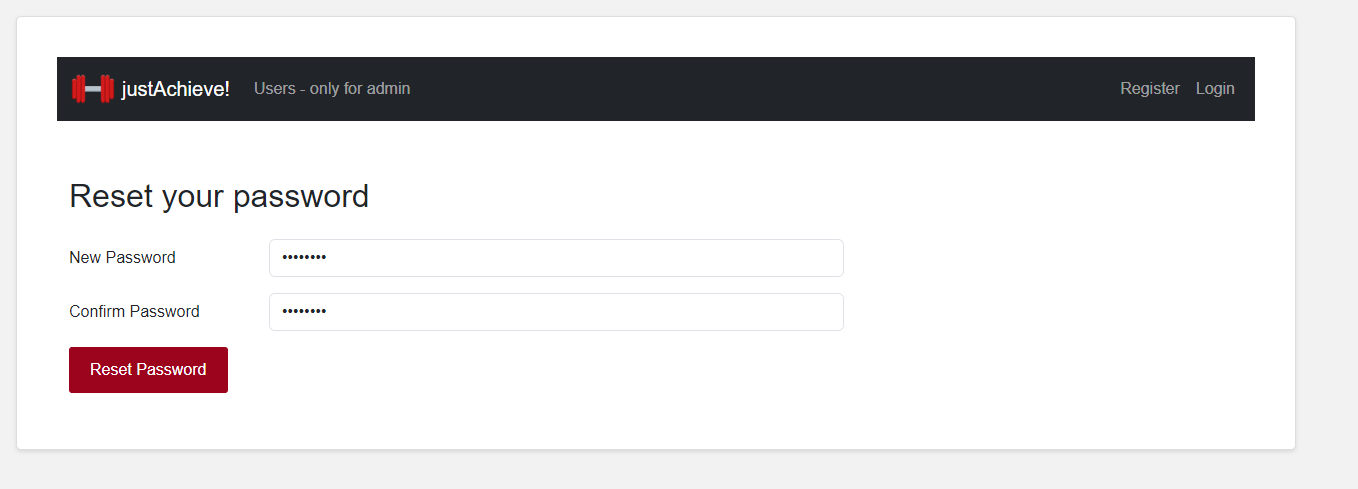 justAchieve! Users - only for admin Register Login
Reset your password
New Password ••••••••
Confirm Password ••••••••
Reset Password